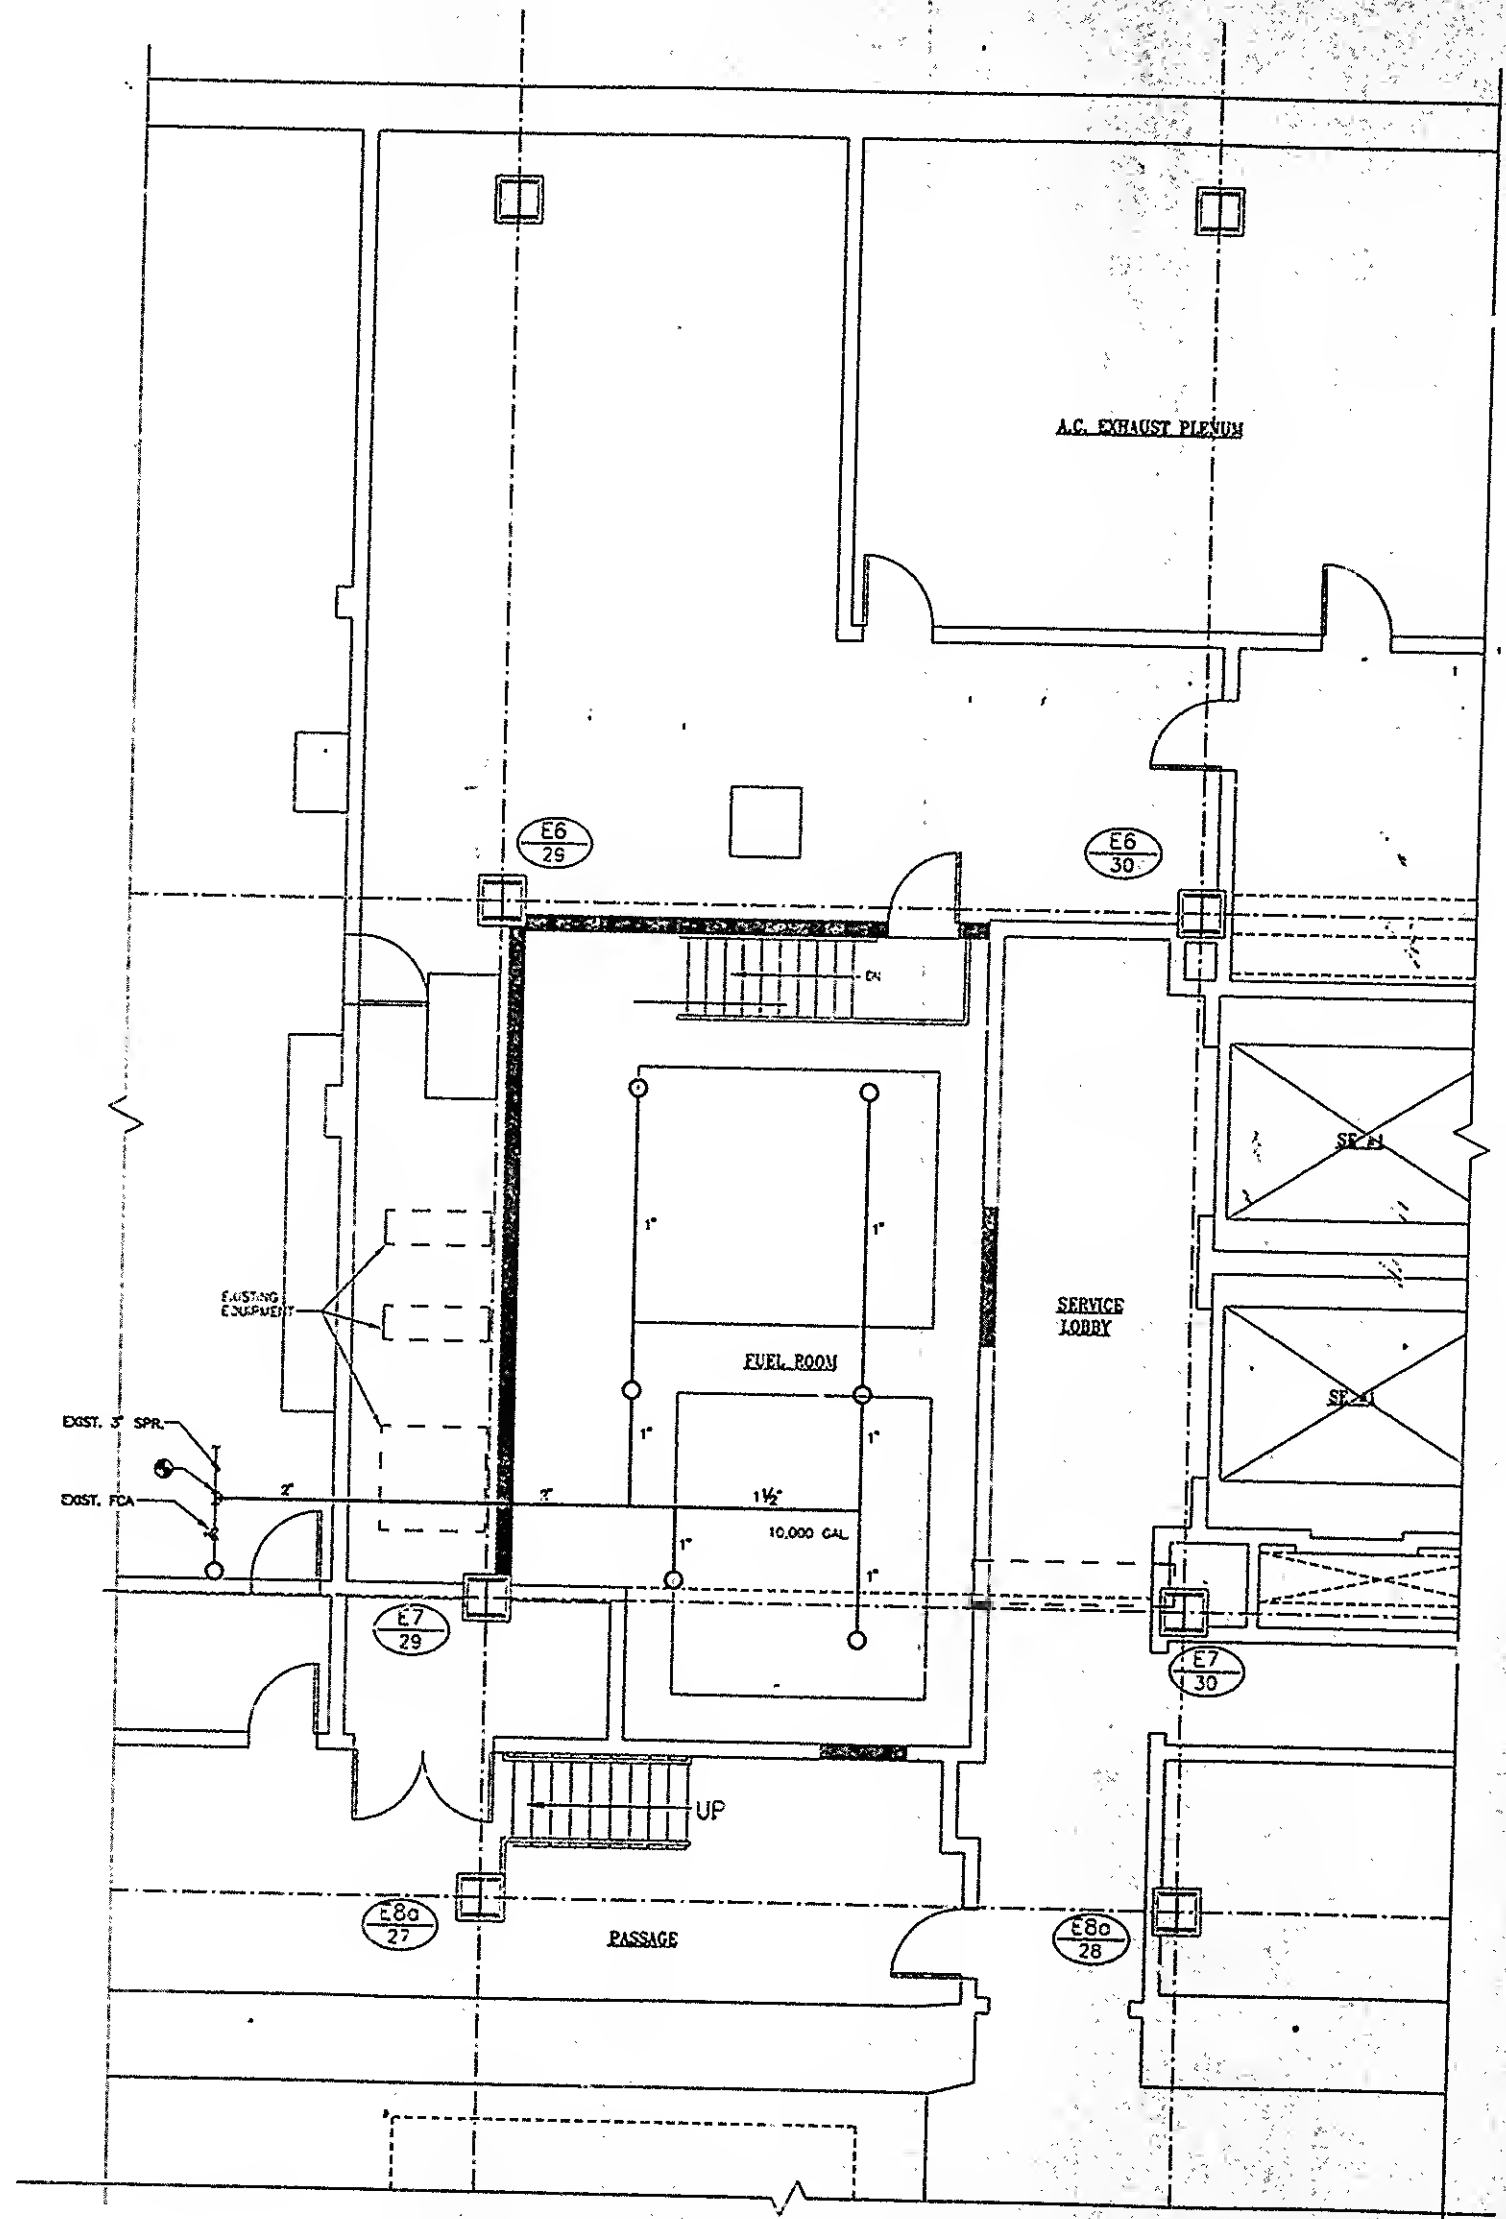 A.C. EXHAUST PLENUM
E6
29
E6
30
DN
1"
1"
EXISTING
EQUIPMENT
SERVICE
LOBBY
FUEL ROOM
EXIST. 3" SPR.
1"
1"
EXIST. FCA
2"
2"
1½"
10,000 GAL
1"
1"
E7
29
E7
30
UP
E8a
27
PASSAGE
E8a
28